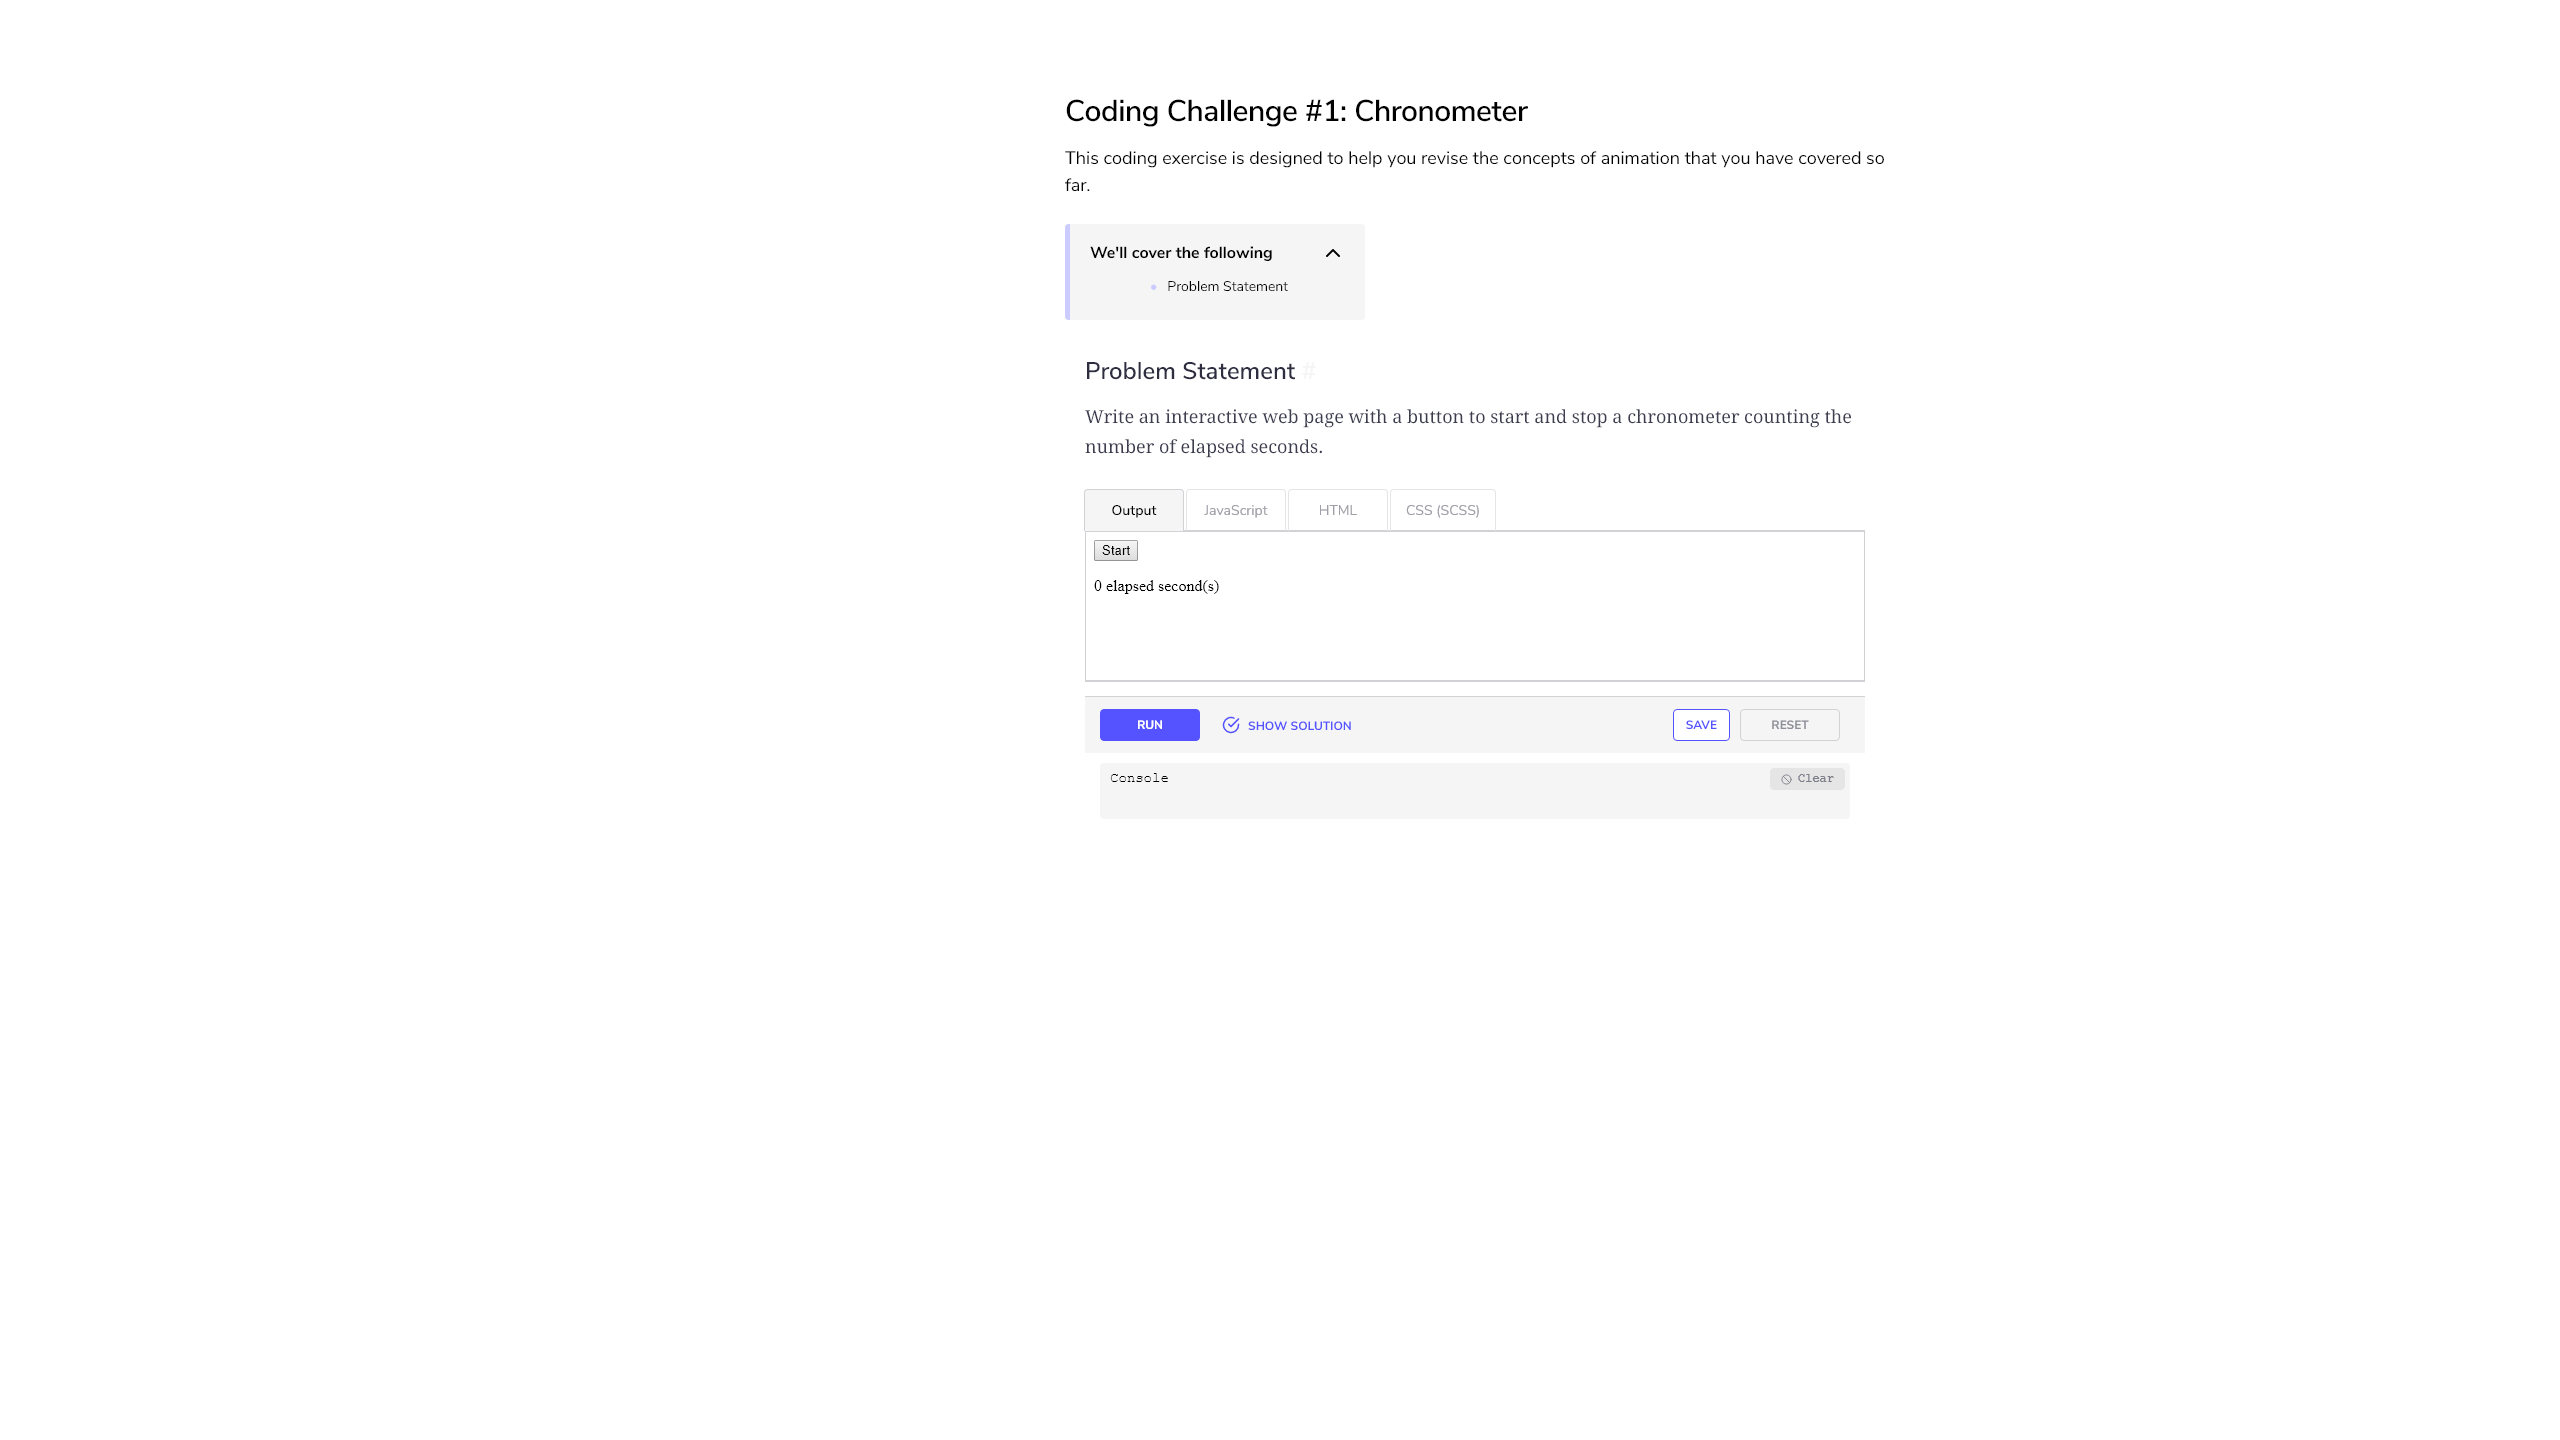 Coding Challenge #1: Chronometer
This coding exercise is designed to help you revise the concepts of animation that you have covered so
far.
We'll cover the following
Problem Statement
Problem Statement #
Write an interactive web page with a button to start and stop a chronometer counting the
number of elapsed seconds.
Output JavaScript HTML CSS (SCSS)
Start
0 elapsed second(s)
RUN SHOW SOLUTION SAVE RESET
Console Clear